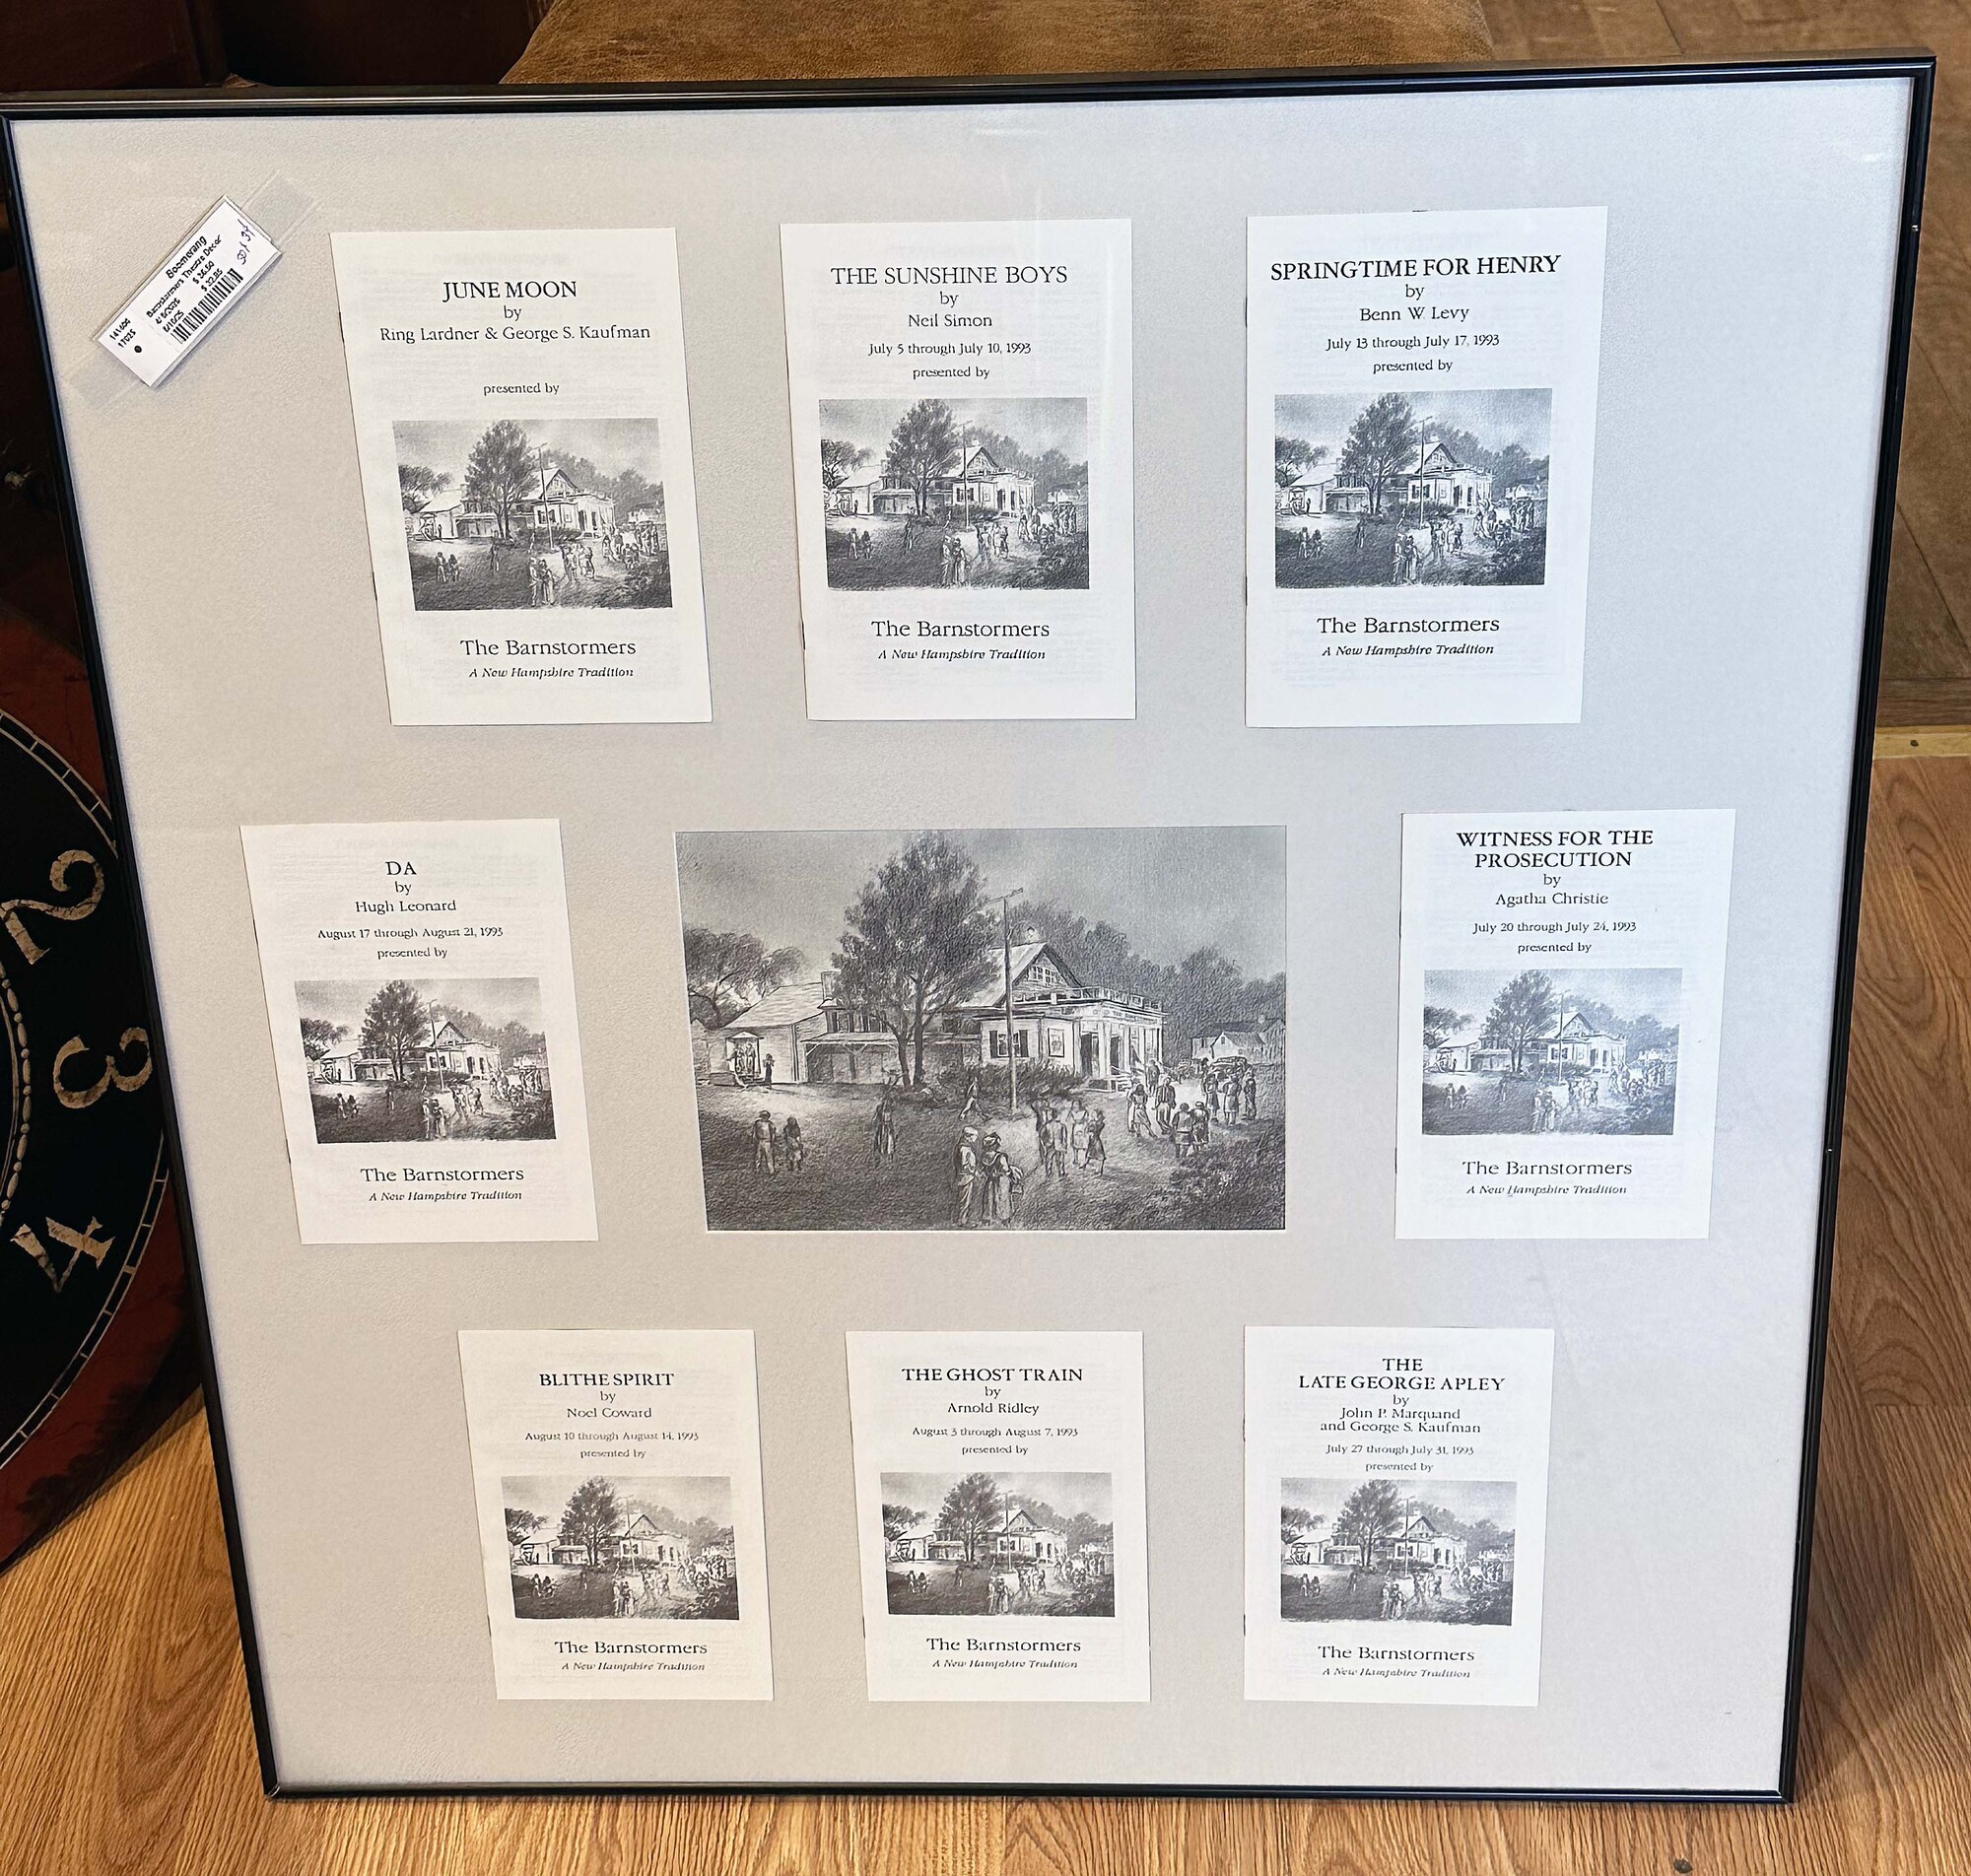 Boomerang
Barnstormers Theatre Decor
JUNE MOON
by
Ring Lardner & George S. Kaufman
presented by
The Barnstormers
A New Hampshire Tradition
THE SUNSHINE BOYS
by
Neil Simon
July 5 through July 10, 1993
presented by
The Barnstormers
A New Hampshire Tradition
SPRINGTIME FOR HENRY
by
Benn W. Levy
July 13 through July 17, 1993
presented by
The Barnstormers
A New Hampshire Tradition
DA
by
Hugh Leonard
August 17 through August 21, 1993
presented by
The Barnstormers
A New Hampshire Tradition
WITNESS FOR THE
PROSECUTION
by
Agatha Christie
July 20 through July 24, 1993
presented by
The Barnstormers
A New Hampshire Tradition
BLITHE SPIRIT
by
Noel Coward
August 10 through August 14, 1993
presented by
The Barnstormers
A New Hampshire Tradition
THE GHOST TRAIN
by
Arnold Ridley
August 3 through August 7, 1993
presented by
The Barnstormers
A New Hampshire Tradition
THE
LATE GEORGE APLEY
by
John P. Marquand
and George S. Kaufman
July 27 through July 31, 1993
presented by
The Barnstormers
A New Hampshire Tradition
2
3
4